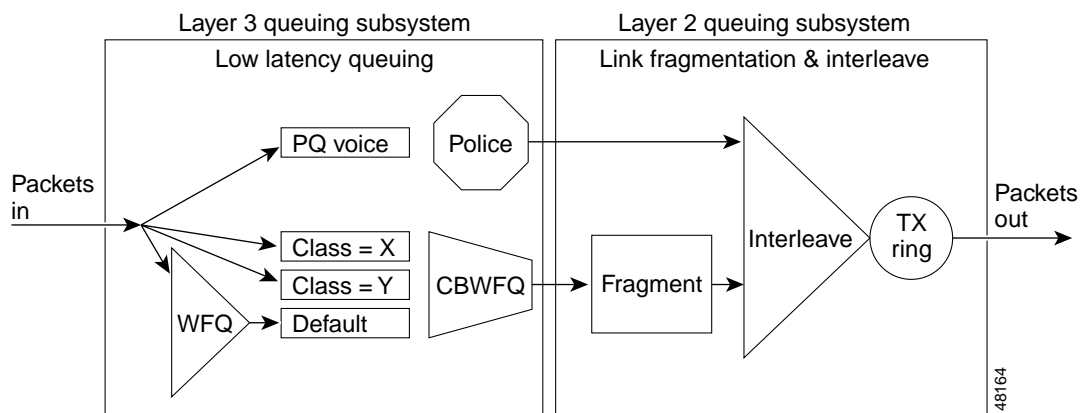 Layer 3 queuing subsystem
Layer 2 queuing subsystem
Low latency queuing
Link fragmentation & interleave
PQ voice
Police
Packets
in
Packets
out
TX
ring
Interleave
Class = X
Class = Y
CBWFQ
Fragment
WFQ
Default
48164